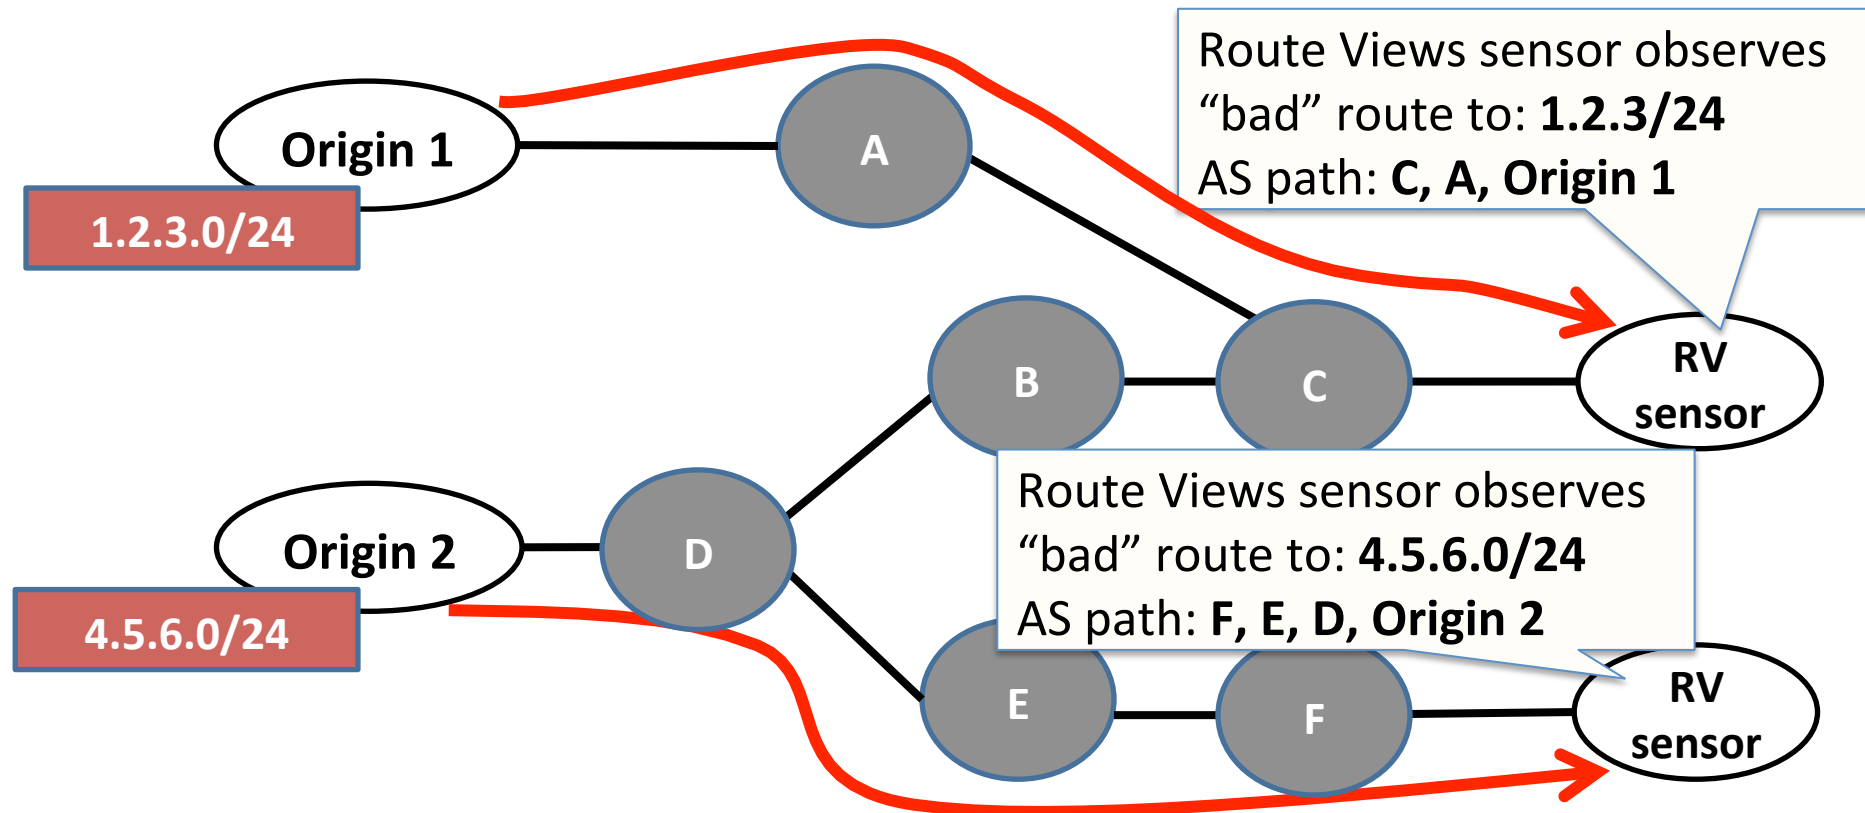 Route Views sensor observes
“bad” route to: 1.2.3/24
AS path: C, A, Origin 1
Origin 1
A
1.2.3.0/24
B
C
RV
sensor
Route Views sensor observes
“bad” route to: 4.5.6.0/24
AS path: F, E, D, Origin 2
Origin 2
D
4.5.6.0/24
E
F
RV
sensor